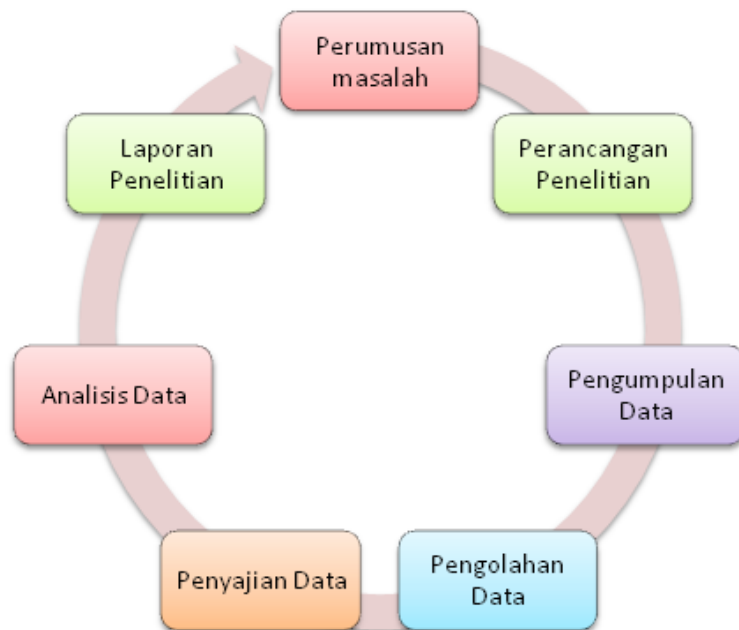 Perumusan
masalah
Perancangan
Penelitian
Pengumpulan
Data
Pengolahan
Data
Penyajian Data
Analisis Data
Laporan
Penelitian